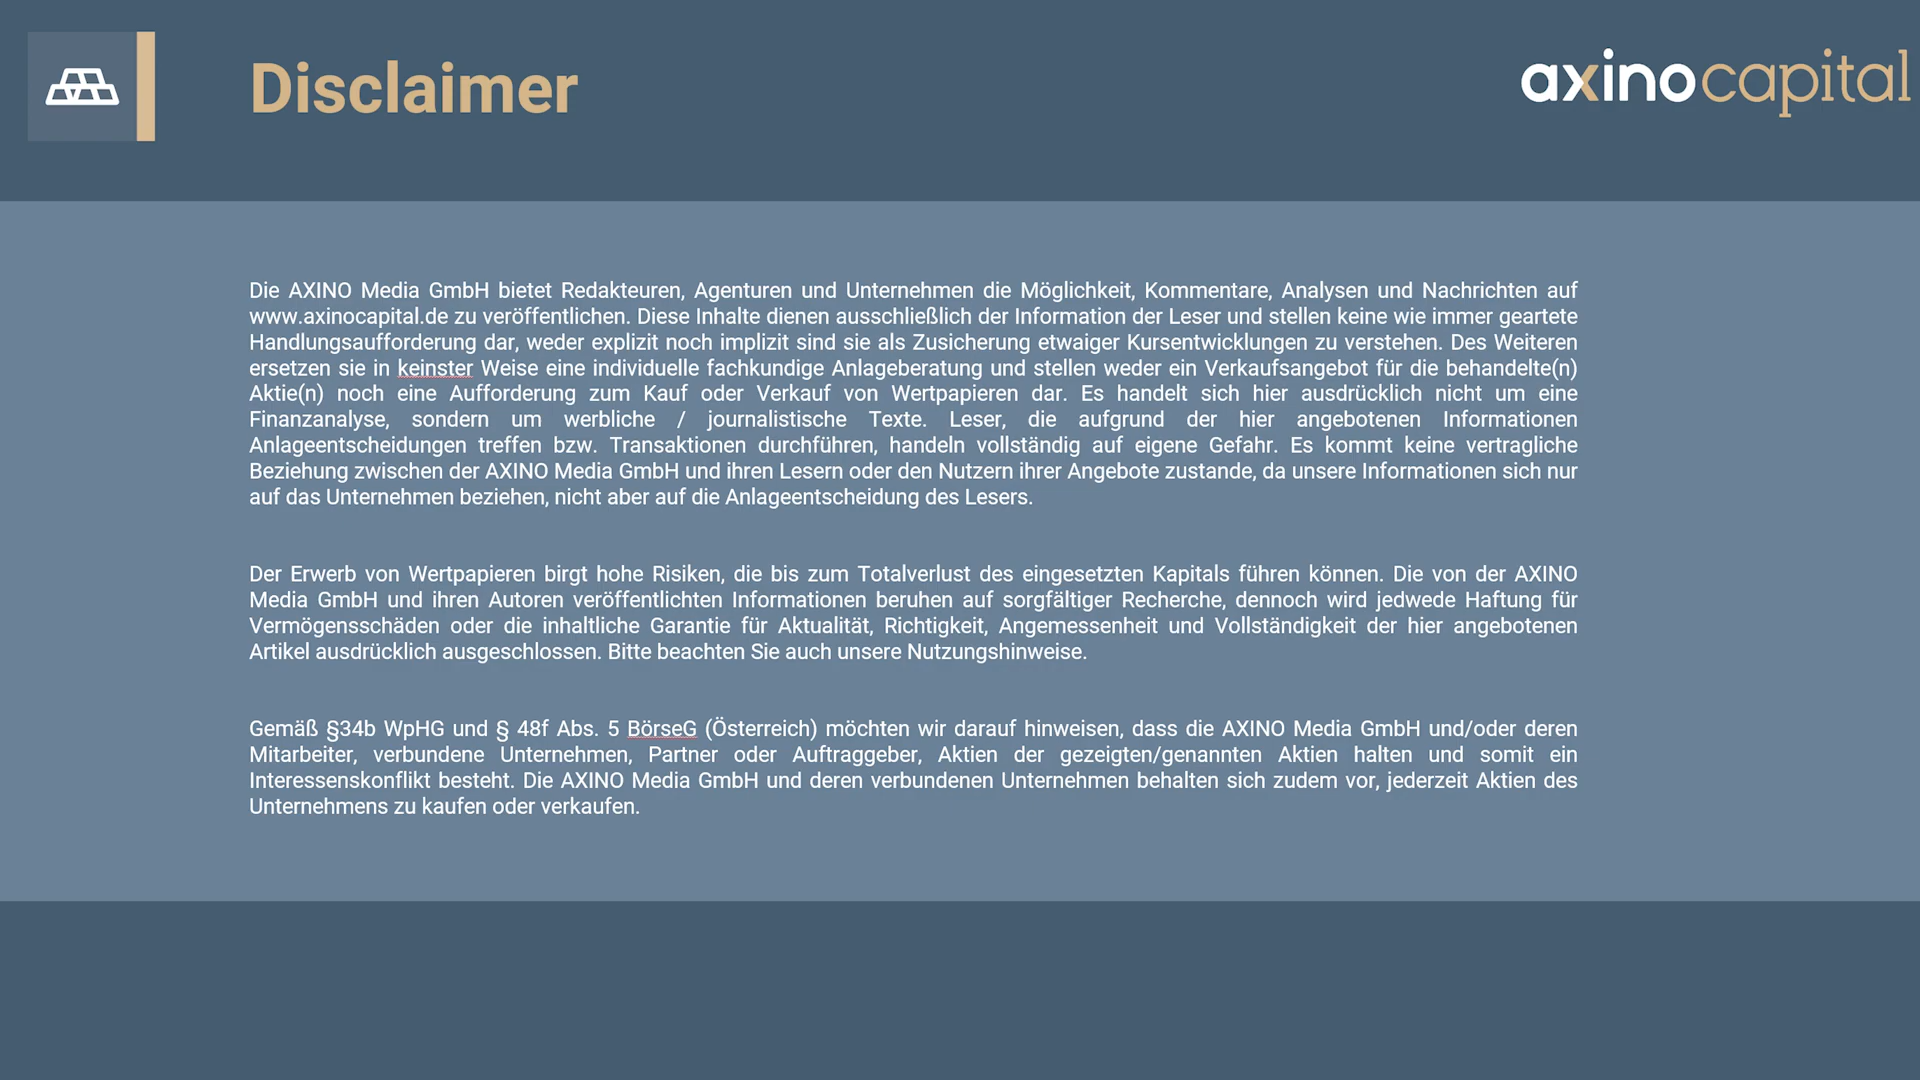 Disclaimer
axinocapital
Die AXINO Media GmbH bietet Redakteuren, Agenturen und Unternehmen die Möglichkeit, Kommentare, Analysen und Nachrichten auf
www.axinocapital.de zu veröffentlichen. Diese Inhalte dienen ausschließlich der Information der Leser und stellen keine wie immer geartete
Handlungsaufforderung dar, weder explizit noch implizit sind sie als Zusicherung etwaiger Kursentwicklungen zu verstehen. Des Weiteren
ersetzen sie in keinster Weise eine individuelle fachkundige Anlageberatung und stellen weder ein Verkaufsangebot für die behandelte(n)
Aktie(n) noch eine Aufforderung zum Kauf oder Verkauf von Wertpapieren dar. Es handelt sich hier ausdrücklich nicht um eine
Finanzanalyse, sondern um werbliche / journalistische Texte. Leser, die aufgrund der hier angebotenen Informationen
Anlageentscheidungen treffen bzw. Transaktionen durchführen, handeln vollständig auf eigene Gefahr. Es kommt keine vertragliche
Beziehung zwischen der AXINO Media GmbH und ihren Lesern oder den Nutzern ihrer Angebote zustande, da unsere Informationen sich nur
auf das Unternehmen beziehen, nicht aber auf die Anlageentscheidung des Lesers.
Der Erwerb von Wertpapieren birgt hohe Risiken, die bis zum Totalverlust des eingesetzten Kapitals führen können. Die von der AXINO
Media GmbH und ihren Autoren veröffentlichten Informationen beruhen auf sorgfältiger Recherche, dennoch wird jedwede Haftung für
Vermögensschäden oder die inhaltliche Garantie für Aktualität, Richtigkeit, Angemessenheit und Vollständigkeit der hier angebotenen
Artikel ausdrücklich ausgeschlossen. Bitte beachten Sie auch unsere Nutzungshinweise.
Gemäß §34b WpHG und § 48f Abs. 5 BörseG (Österreich) möchten wir darauf hinweisen, dass die AXINO Media GmbH und/oder deren
Mitarbeiter, verbundene Unternehmen, Partner oder Auftraggeber, Aktien der gezeigten/genannten Aktien halten und somit ein
Interessenskonflikt besteht. Die AXINO Media GmbH und deren verbundenen Unternehmen behalten sich zudem vor, jederzeit Aktien des
Unternehmens zu kaufen oder verkaufen.